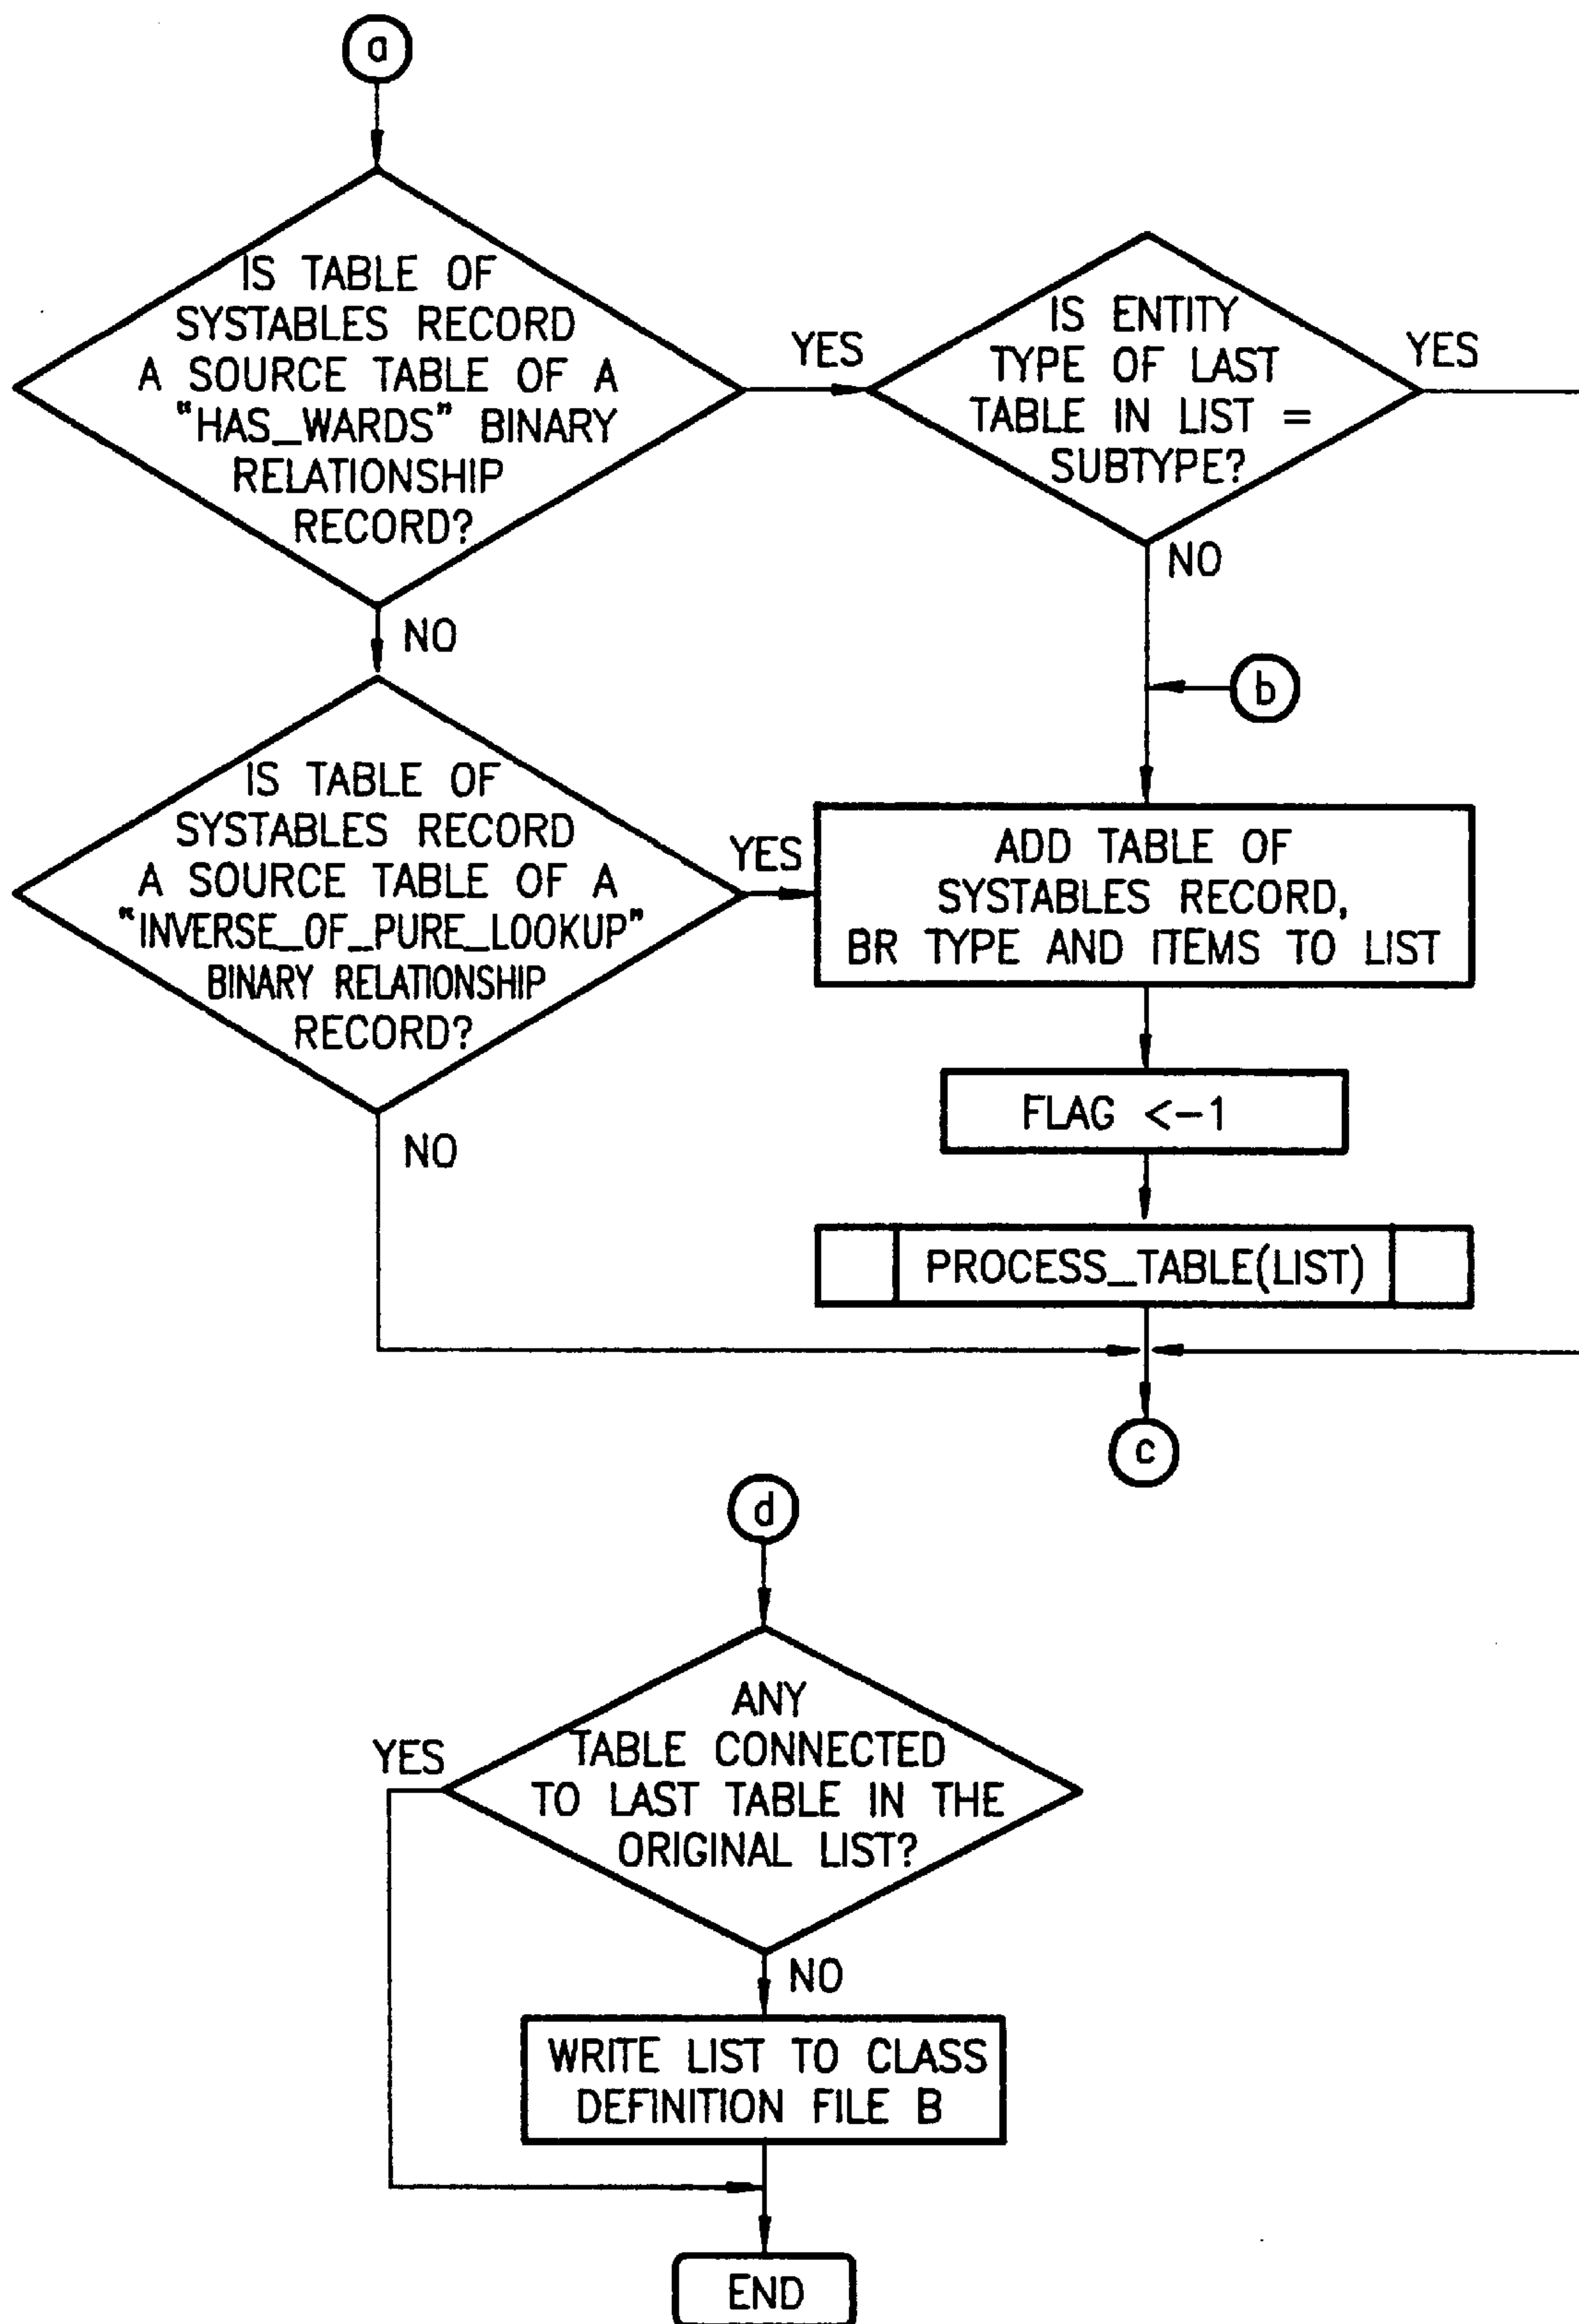 a
IS TABLE OF
SYSTABLES RECORD
A SOURCE TABLE OF A
"HAS_WARDS" BINARY
RELATIONSHIP
RECORD?
YES
IS ENTITY
TYPE OF LAST
TABLE IN LIST =
SUBTYPE?
YES
NO
NO
b
IS TABLE OF
SYSTABLES RECORD
A SOURCE TABLE OF A
"INVERSE_OF_PURE_LOOKUP"
BINARY RELATIONSHIP
RECORD?
YES
ADD TABLE OF
SYSTABLES RECORD,
BR TYPE AND ITEMS TO LIST
FLAG <-1
NO
PROCESS_TABLE(LIST)
c
d
ANY
TABLE CONNECTED
TO LAST TABLE IN THE
ORIGINAL LIST?
YES
NO
WRITE LIST TO CLASS
DEFINITION FILE B
END